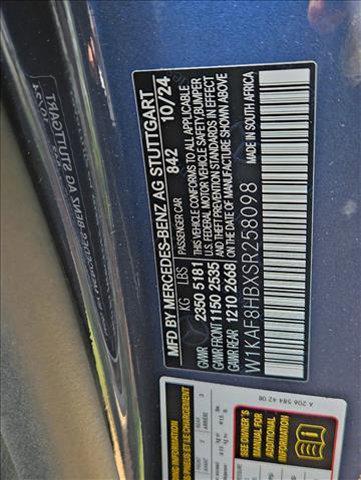 MFD BY MERCEDES-BENZ AG STUTTGART 10/24
PASSENGER CAR 842
KG LBS
GVWR 2350 5181
GAWR FRONT 1150 2535
GAWR REAR 1210 2668
THIS VEHICLE CONFORMS TO ALL APPLICABLE
U.S. FEDERAL MOTOR VEHICLE SAFETY, BUMPER
AND THEFT PREVENTION STANDARDS IN EFFECT
ON THE DATE OF MANUFACTURE SHOWN ABOVE
W1KAF8HBXSR258098
MADE IN SOUTH AFRICA
A 206 584 42 08
SEE OWNER'S
MANUAL FOR
ADDITIONAL
INFORMATION